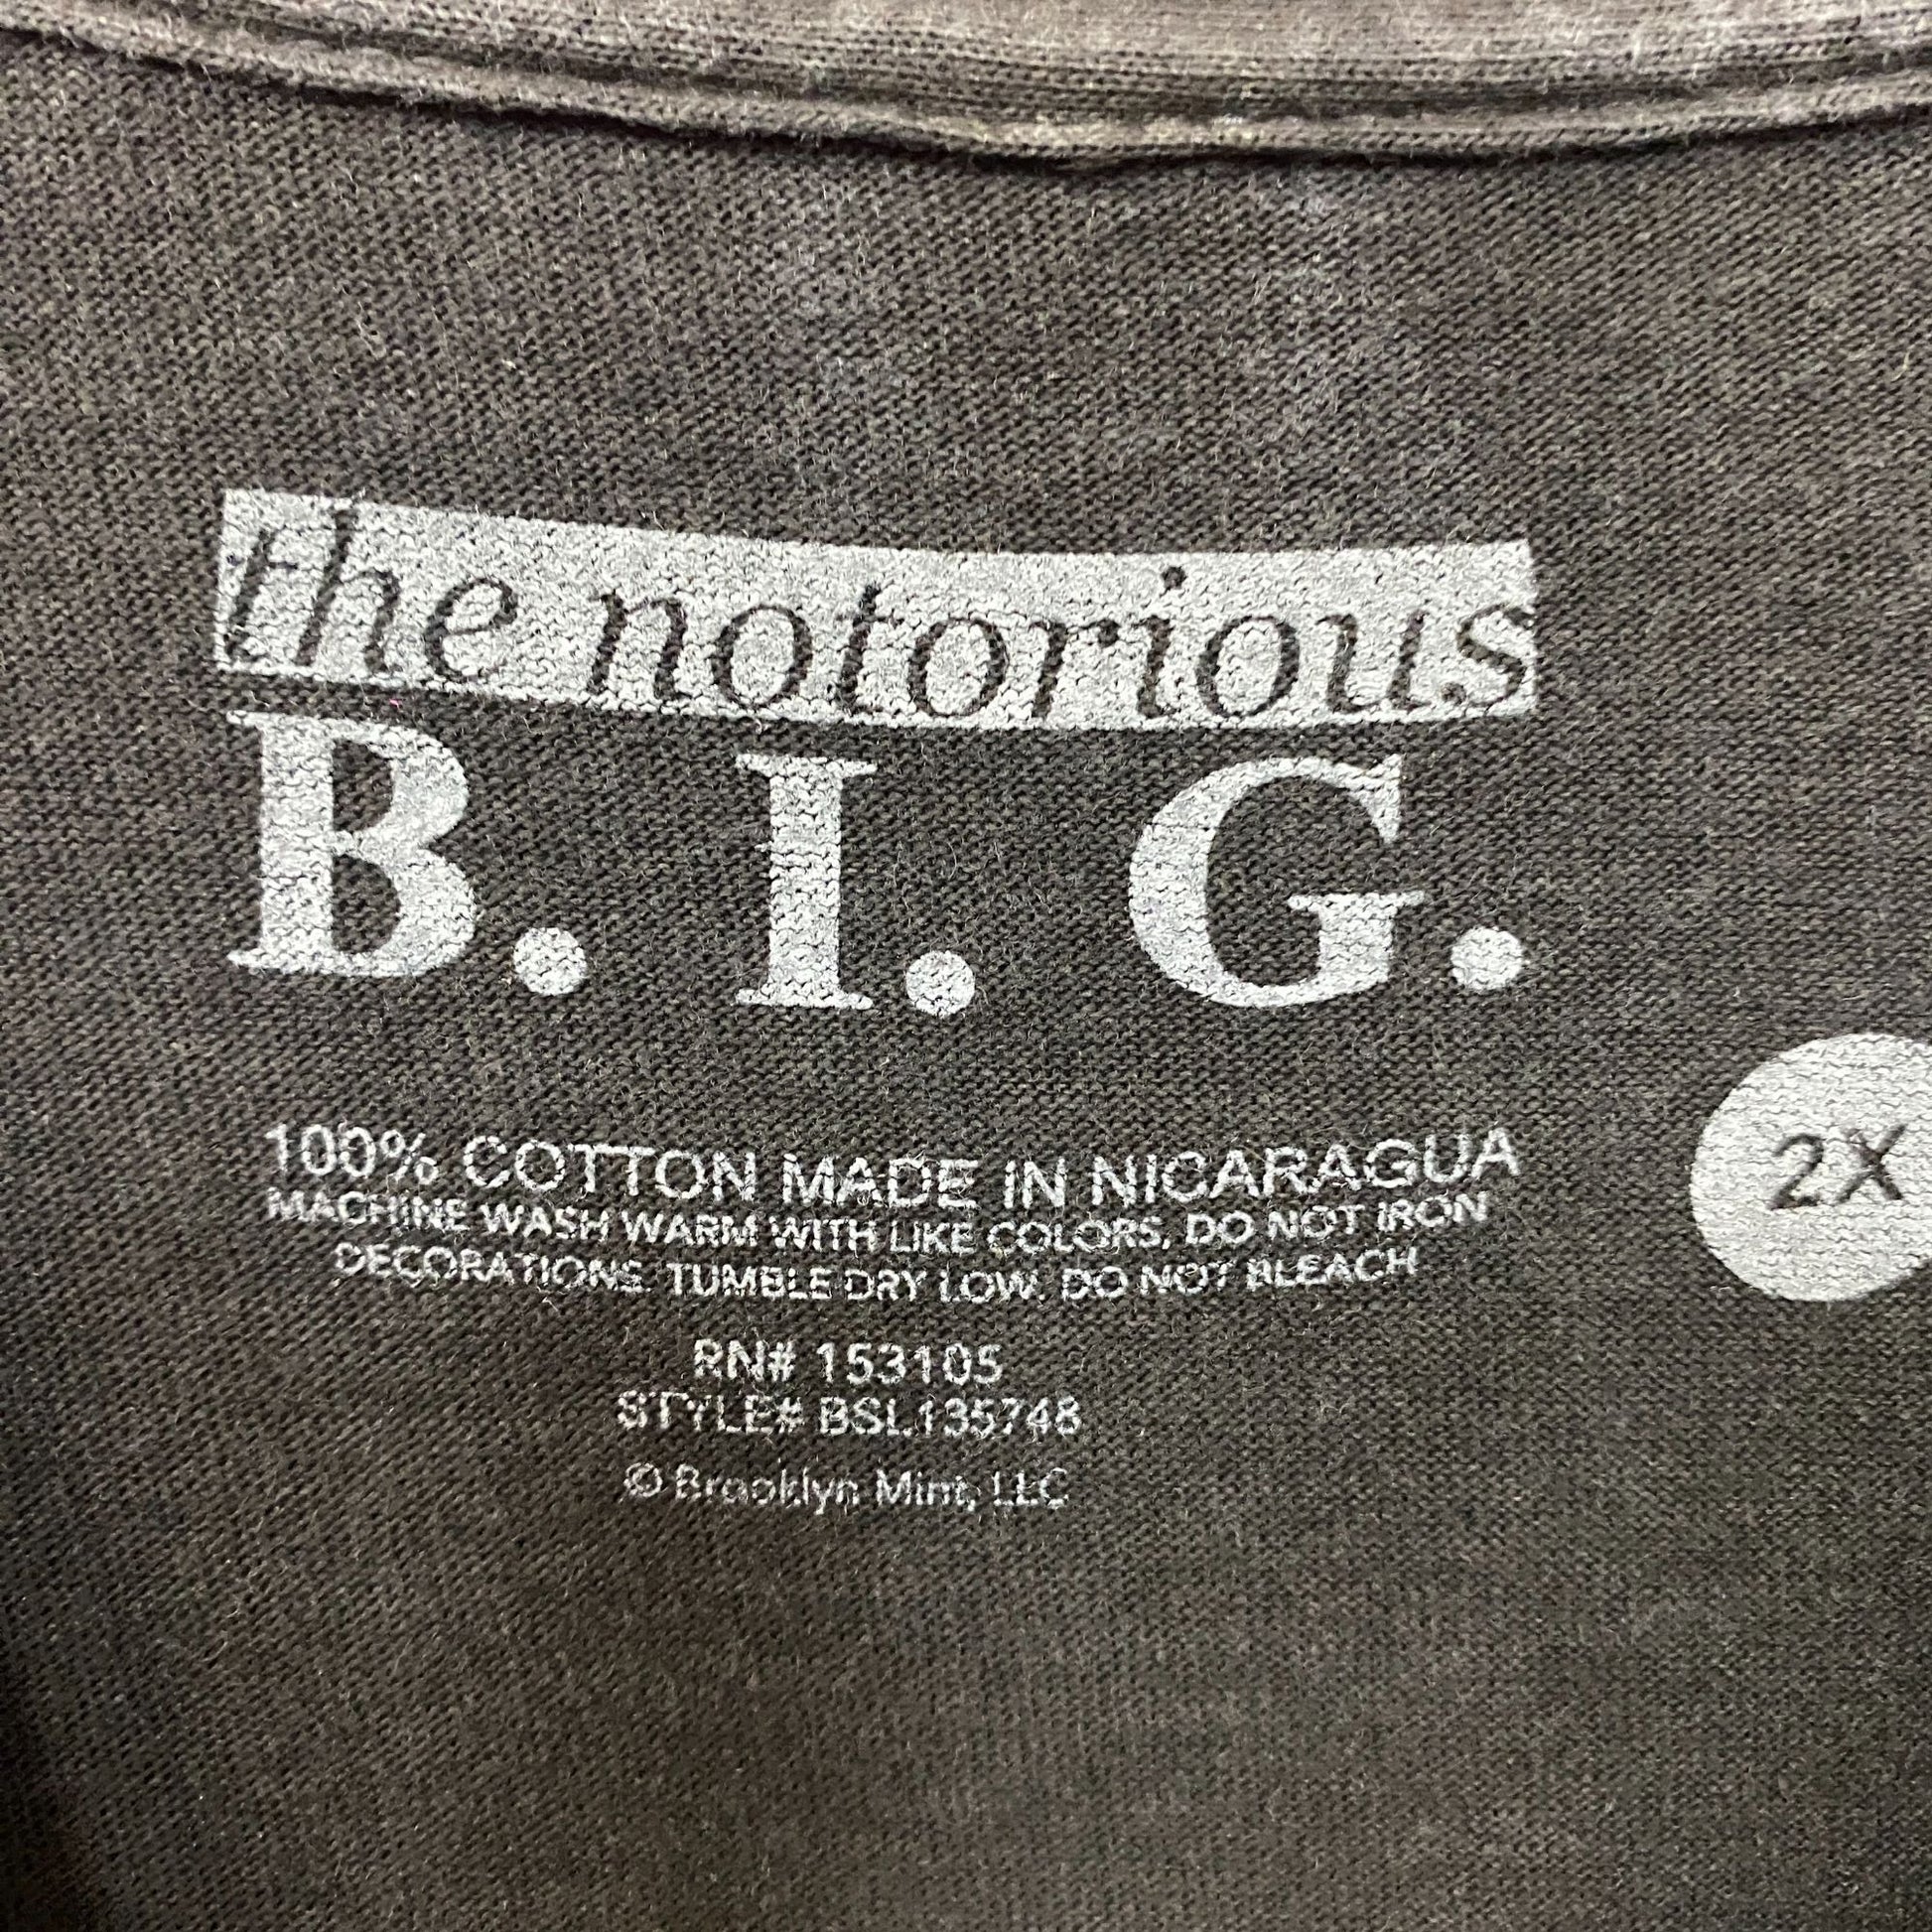 the notorious
B. I. G.
100% COTTON MADE IN NICARAGUA
MACHINE WASH WARM WITH LIKE COLORS. DO NOT IRON
DECORATIONS. TUMBLE DRY LOW. DO NOT BLEACH
2X
RN# 153105
STYLE# BSL135748
© Brooklyn Mint, LLC